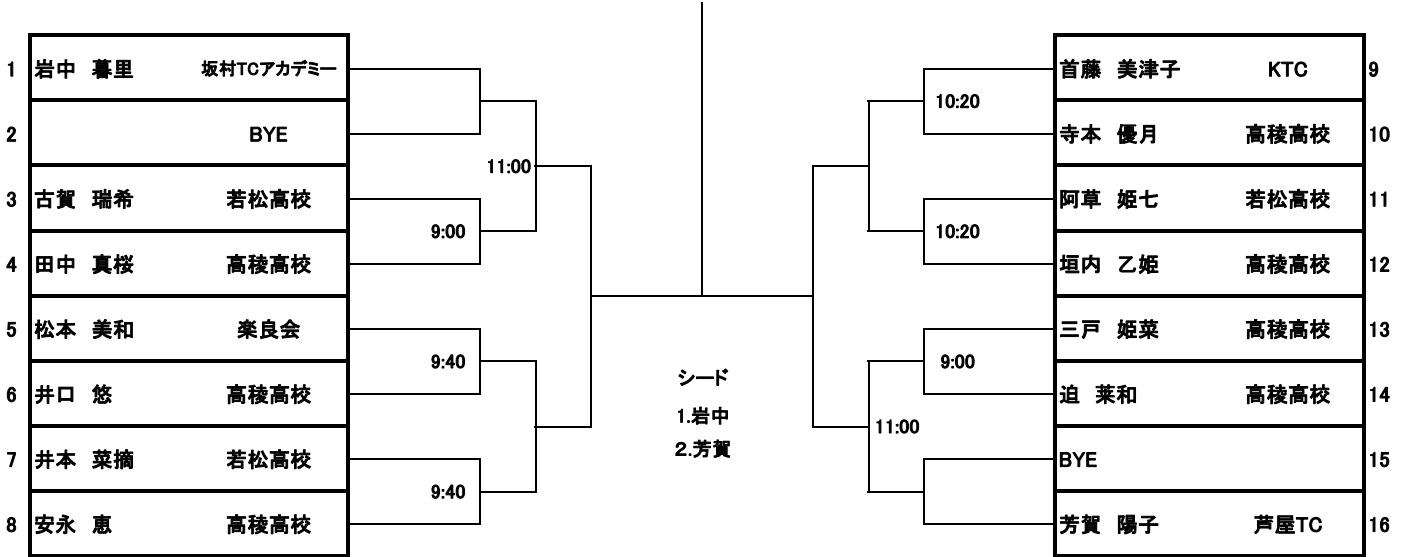 1 岩中 暮里 坂村TCアカデミー
2 BYE
3 古賀 瑞希 若松高校
4 田中 真桜 高稜高校
5 松本 美和 楽良会
6 井口 悠 高稜高校
7 井本 菜摘 若松高校
8 安永 恵 高稜高校
11:00
9:00
9:40
9:40
シード
1.岩中
2.芳賀
10:20
10:20
9:00
11:00
首藤 美津子 KTC 9
寺本 優月 高稜高校 10
阿草 姫七 若松高校 11
垣内 乙姫 高稜高校 12
三戸 姫菜 高稜高校 13
迫 莱和 高稜高校 14
BYE 15
芳賀 陽子 芦屋TC 16